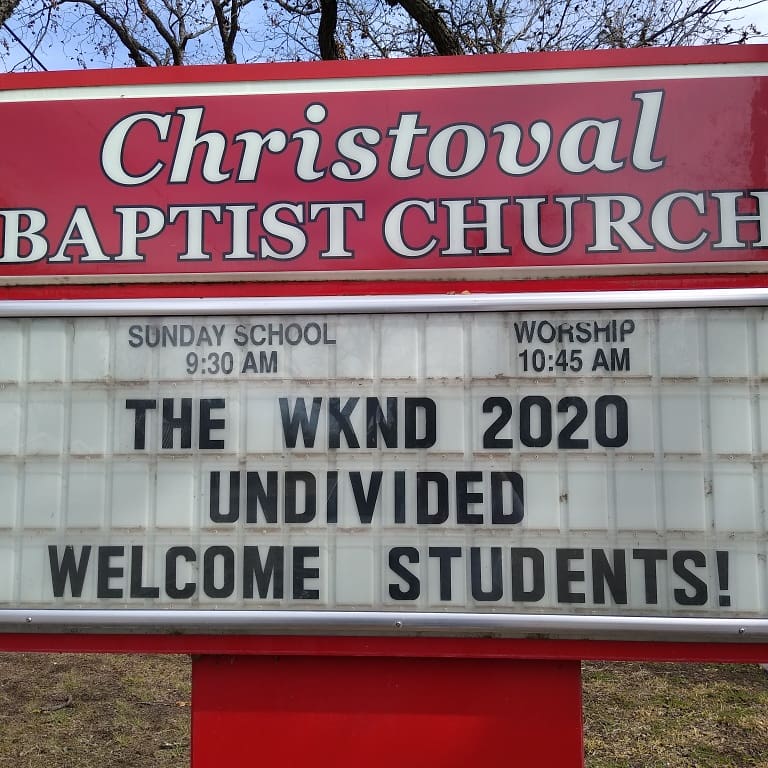 Christoval
BAPTIST CHURCH
SUNDAY SCHOOL WORSHIP
9:30 AM 10:45 AM
THE WKND 2020
UNDIVIDED
WELCOME STUDENTS!